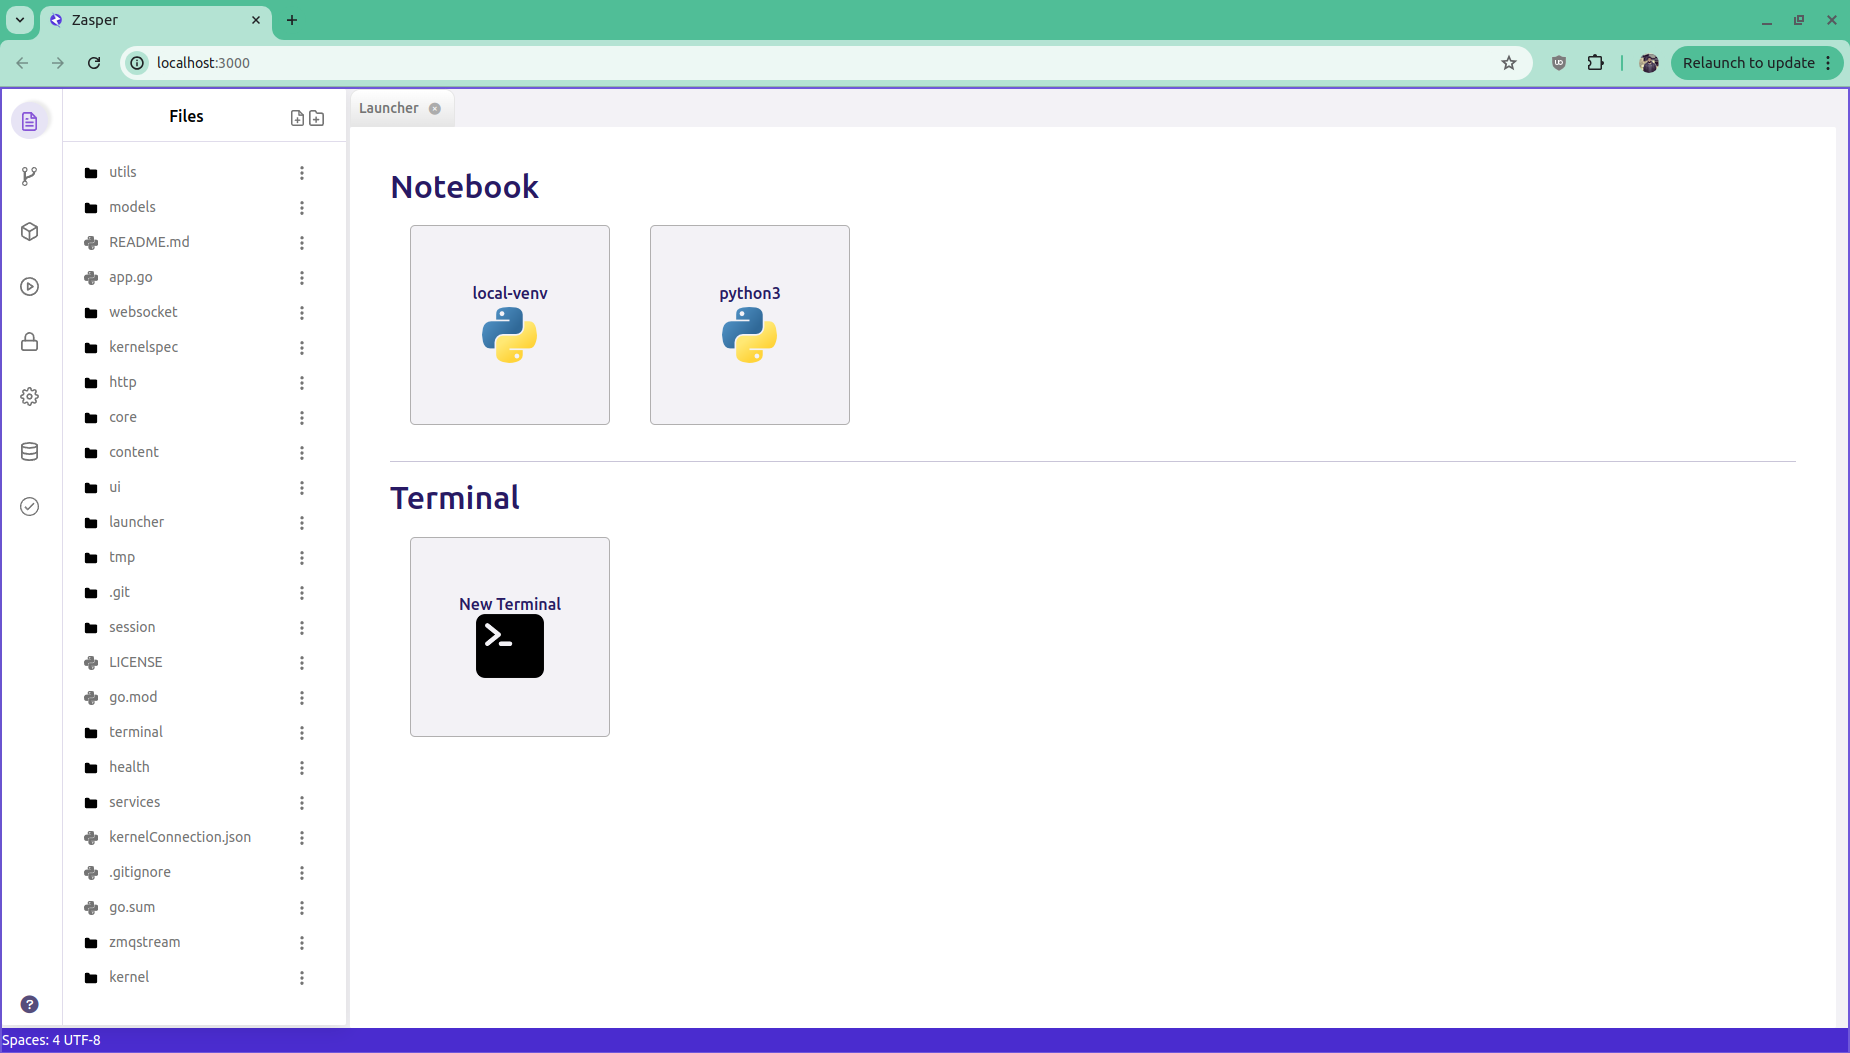 Zasper
localhost:3000
Relaunch to update
Files
Launcher
utils
models
README.md
app.go
websocket
kernelspec
http
core
content
ui
launcher
tmp
.git
session
LICENSE
go.mod
terminal
health
services
kernelConnection.json
.gitignore
go.sum
zmqstream
kernel
Notebook
local-venv
python3
Terminal
New Terminal
>_
?
Spaces: 4 UTF-8